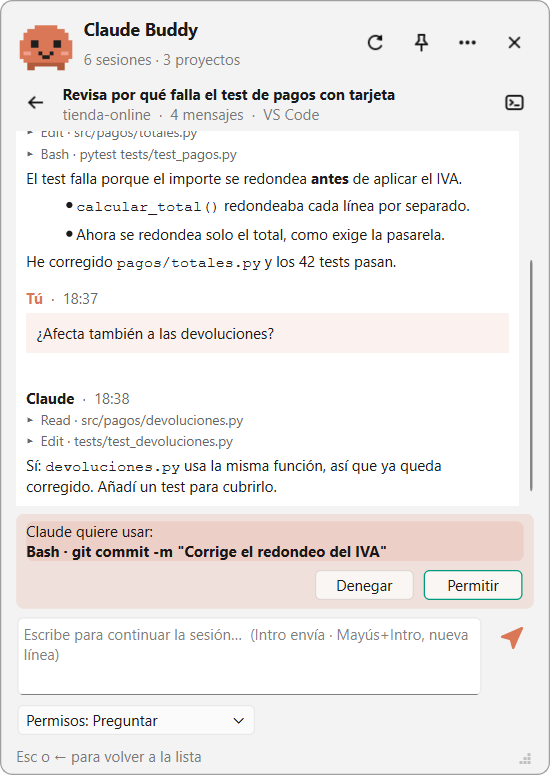 Claude Buddy
6 sesiones · 3 proyectos
Revisa por qué falla el test de pagos con tarjeta
tienda-online · 4 mensajes · VS Code
▸ Edit · src/pagos/totales.py
▸ Bash · pytest tests/test_pagos.py
El test falla porque el importe se redondea antes de aplicar el IVA.
• calcular_total() redondeaba cada línea por separado.
• Ahora se redondea solo el total, como exige la pasarela.
He corregido pagos/totales.py y los 42 tests pasan.
Tú · 18:37
¿Afecta también a las devoluciones?
Claude · 18:38
▸ Read · src/pagos/devoluciones.py
▸ Edit · tests/test_devoluciones.py
Sí: devoluciones.py usa la misma función, así que ya queda
corregido. Añadí un test para cubrirlo.
Claude quiere usar:
Bash · git commit -m "Corrige el redondeo del IVA"
Denegar
Permitir
Escribe para continuar la sesión... (Intro envía · Mayús+Intro, nueva
línea)
Permisos: Preguntar
Esc o ← para volver a la lista